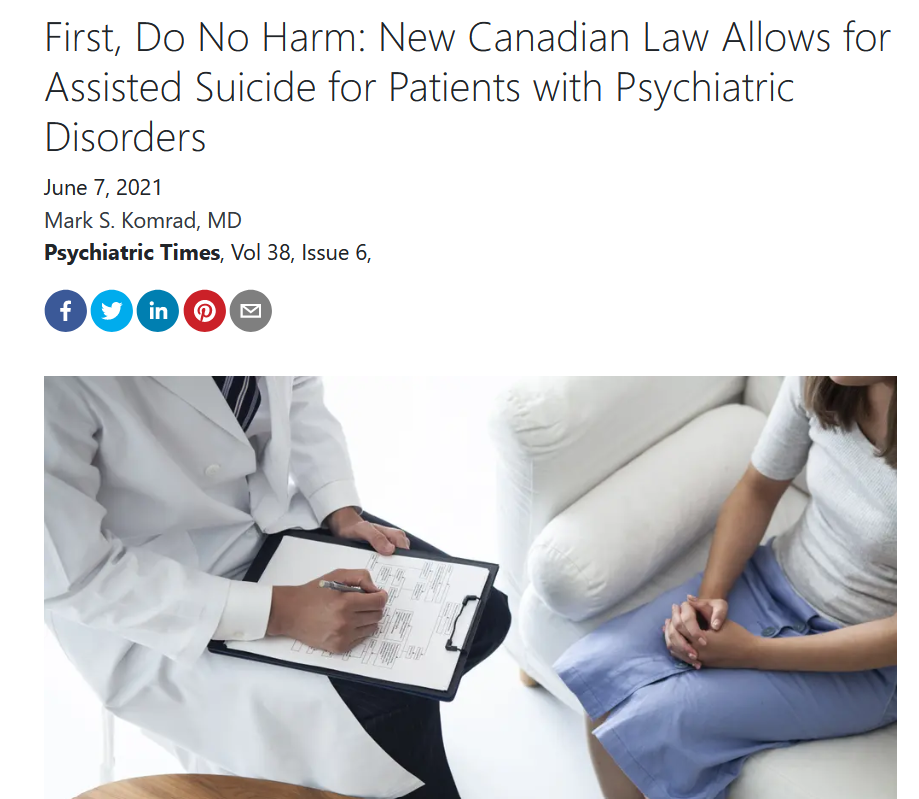 First, Do No Harm: New Canadian Law Allows for
Assisted Suicide for Patients with Psychiatric
Disorders
June 7, 2021
Mark S. Komrad, MD
Psychiatric Times, Vol 38, Issue 6,
f
in